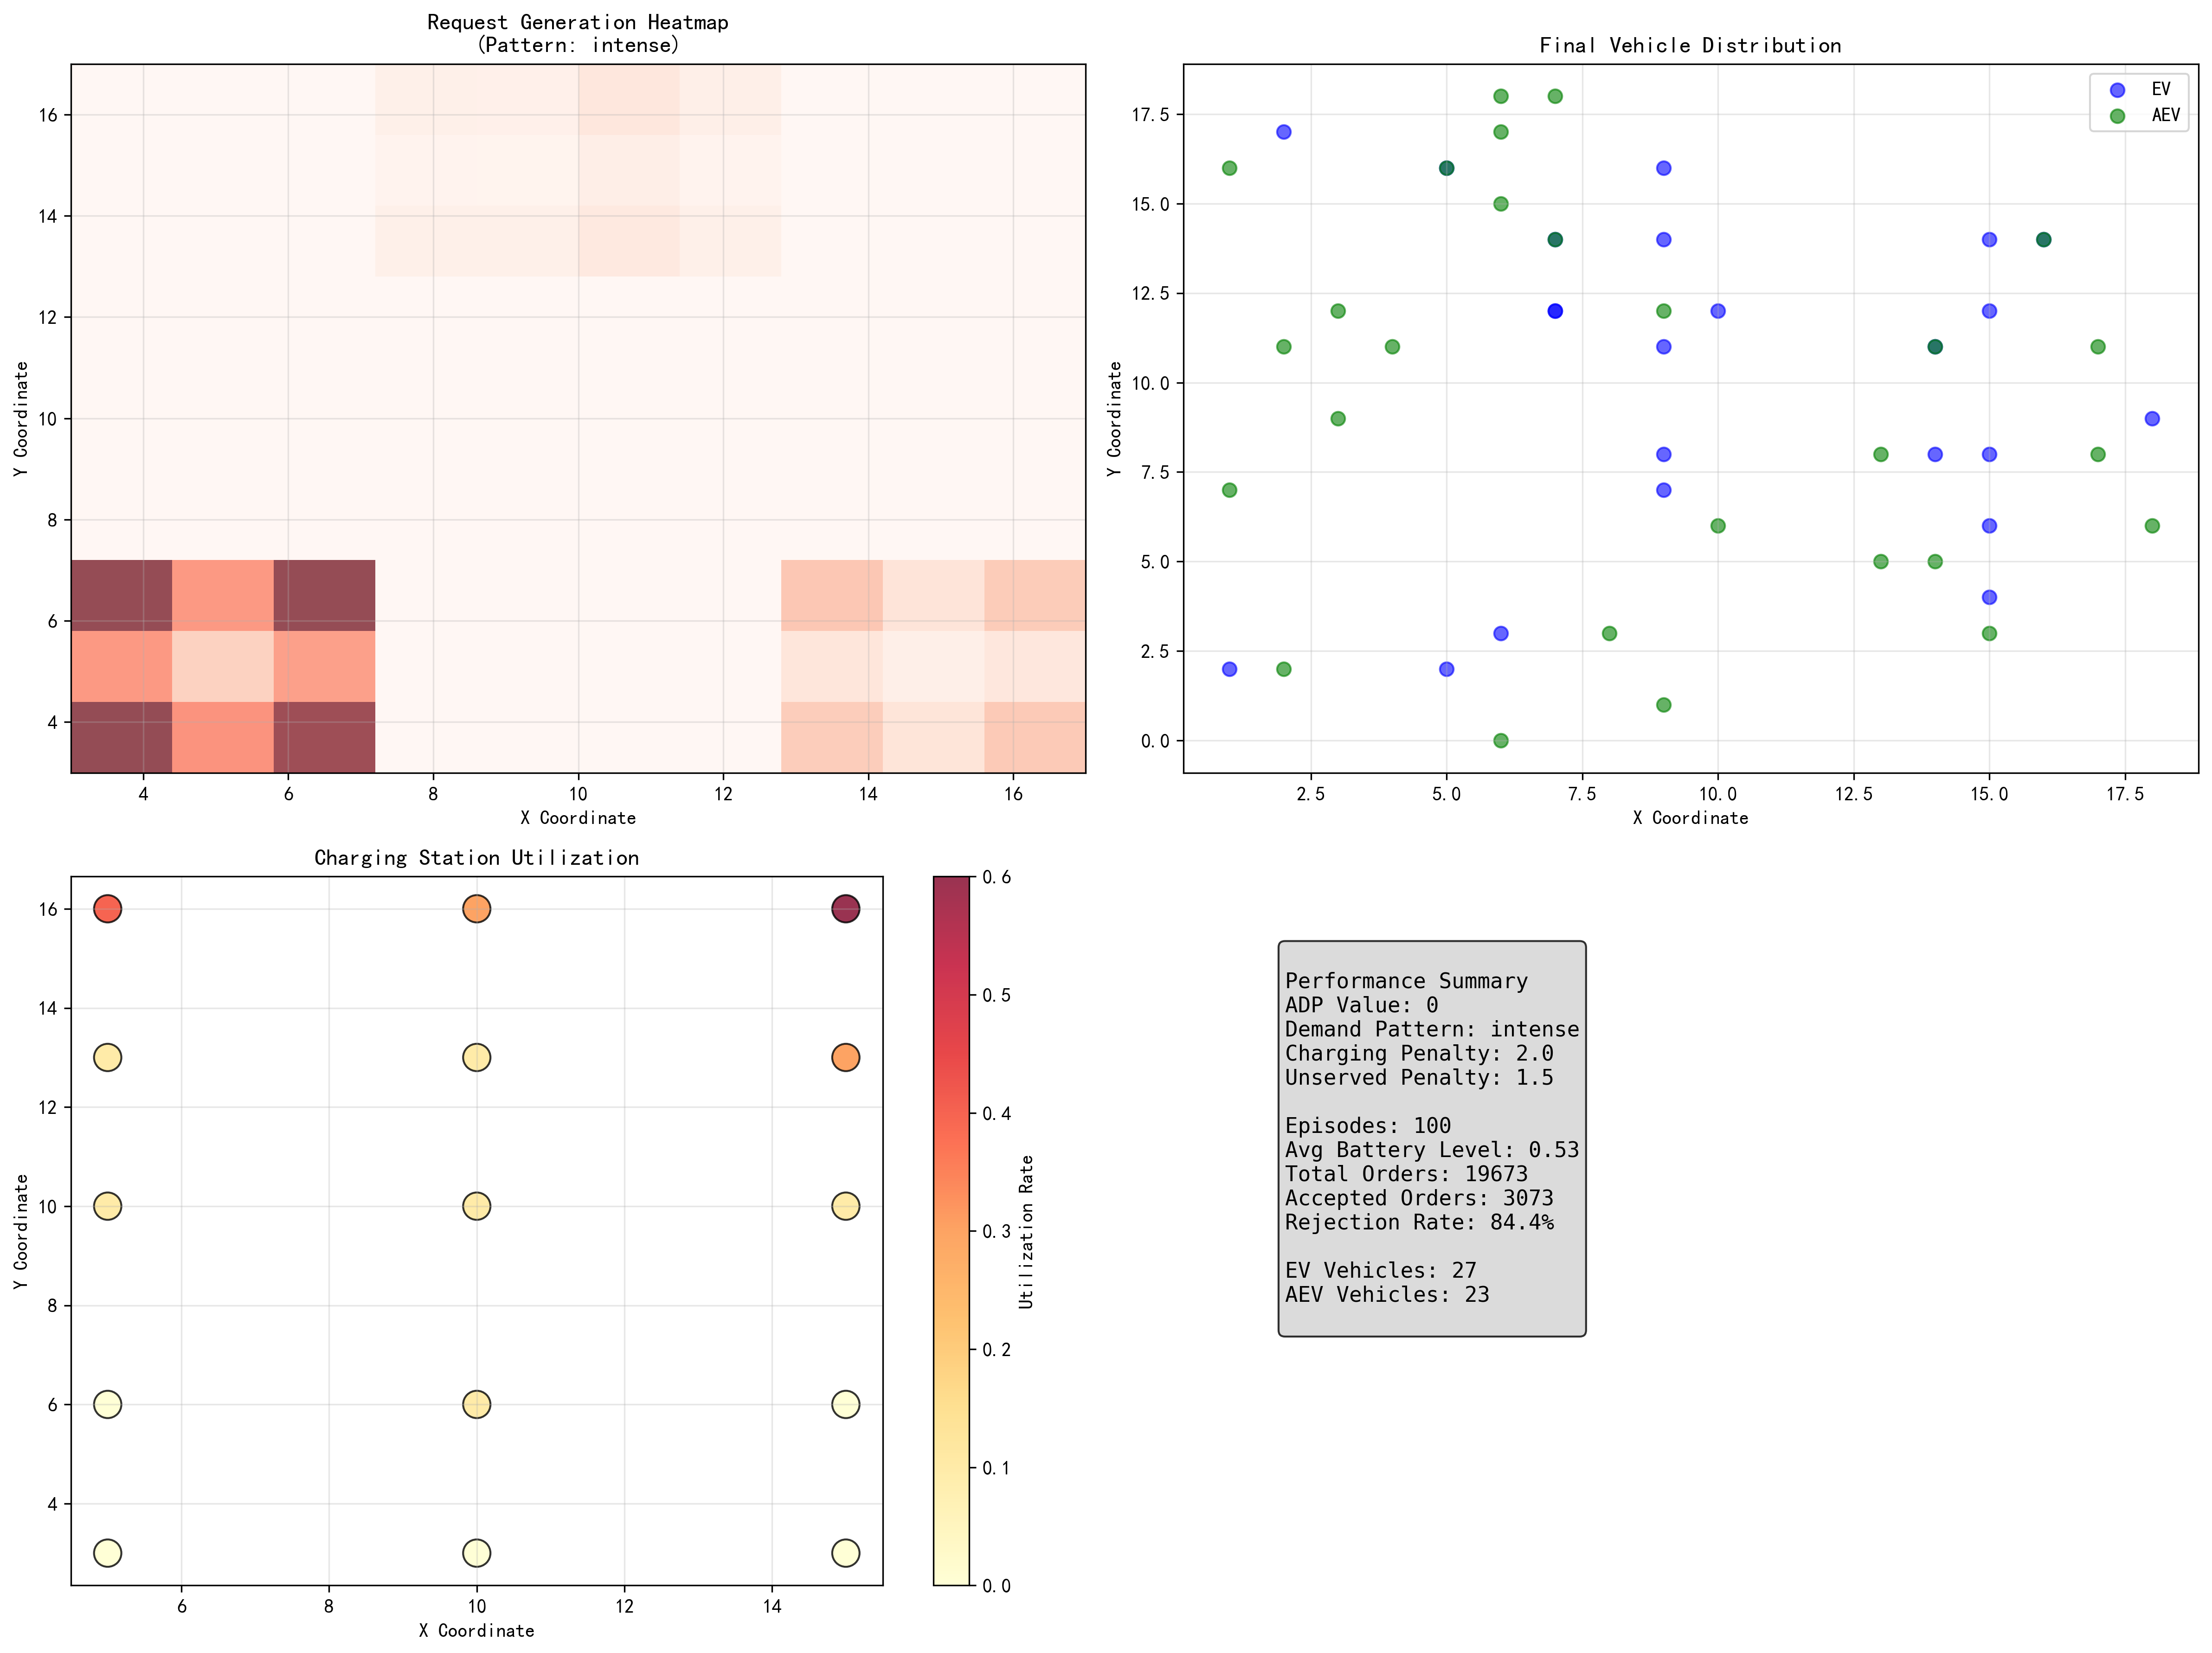 Request Generation Heatmap
(Pattern: intense)
16
14
12
10
8
6
4
Y Coordinate
4 6 8 10 12 14 16
X Coordinate
Final Vehicle Distribution
EV
AEV
17.5
15.0
12.5
10.0
7.5
5.0
2.5
0.0
Y Coordinate
2.5 5.0 7.5 10.0 12.5 15.0 17.5
X Coordinate
Charging Station Utilization
16
14
12
10
8
6
4
Y Coordinate
6 8 10 12 14
X Coordinate
0.6
0.5
0.4
0.3
0.2
0.1
0.0
Utilization Rate
Performance Summary
ADP Value: 0
Demand Pattern: intense
Charging Penalty: 2.0
Unserved Penalty: 1.5
Episodes: 100
Avg Battery Level: 0.53
Total Orders: 19673
Accepted Orders: 3073
Rejection Rate: 84.4%
EV Vehicles: 27
AEV Vehicles: 23